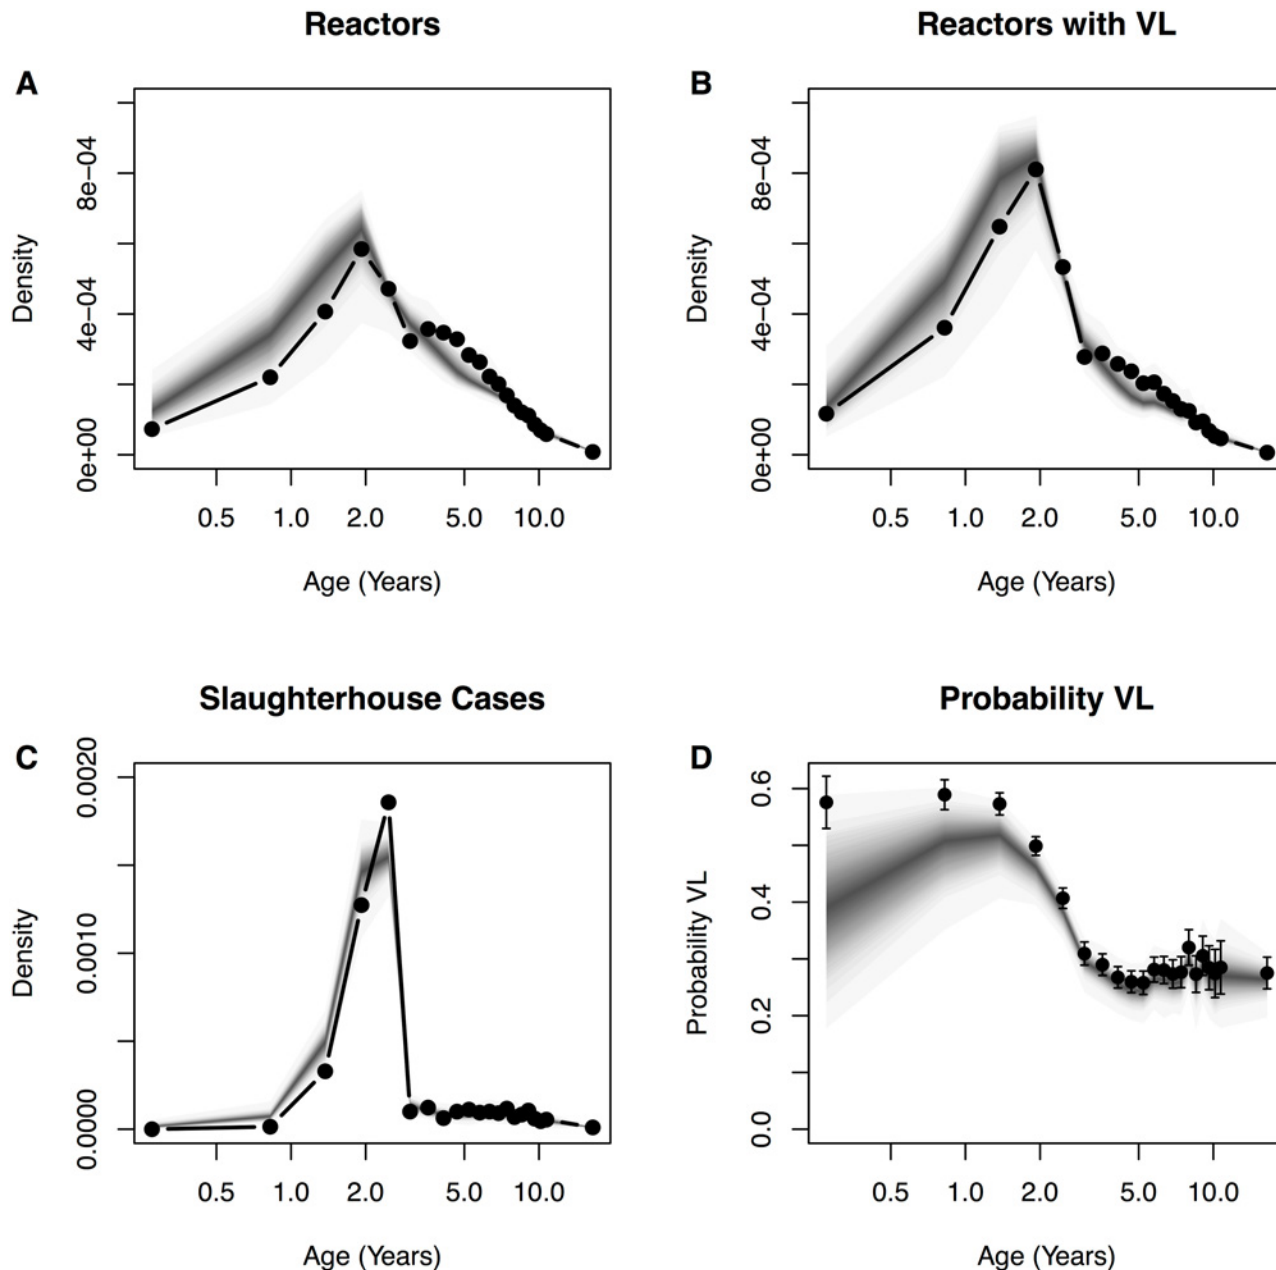 Reactors
A
Density
0e+00 4e−04 8e−04
0.5 1.0 2.0 5.0 10.0
Age (Years)
Reactors with VL
B
Density
0e+00 4e−04 8e−04
0.5 1.0 2.0 5.0 10.0
Age (Years)
Slaughterhouse Cases
C
Density
0.0000 0.0010 0.0020
0.5 1.0 2.0 5.0 10.0
Age (Years)
Probability VL
D
Probability VL
0.0 0.2 0.4 0.6
0.5 1.0 2.0 5.0 10.0
Age (Years)